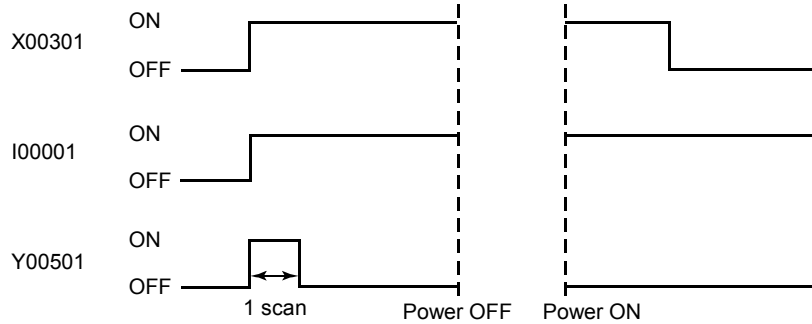 ON
X00301
OFF
ON
I00001
OFF
ON
Y00501
OFF
1 scan
Power OFF
Power ON